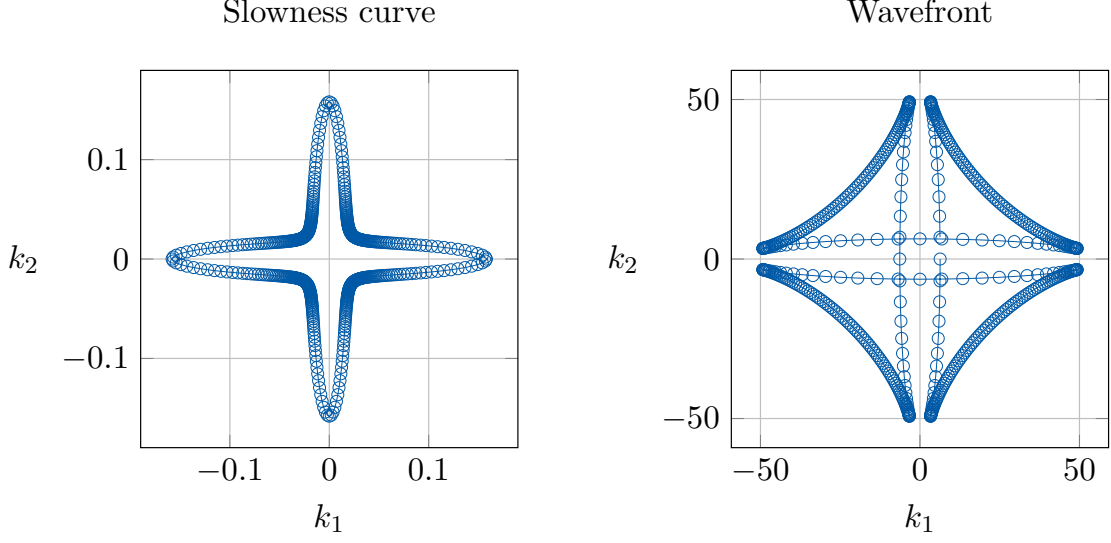 Slowness curve
k₂
0.1
0
−0.1
−0.1 0 0.1
k₁
Wavefront
k₂
50
0
−50
−50 0 50
k₁